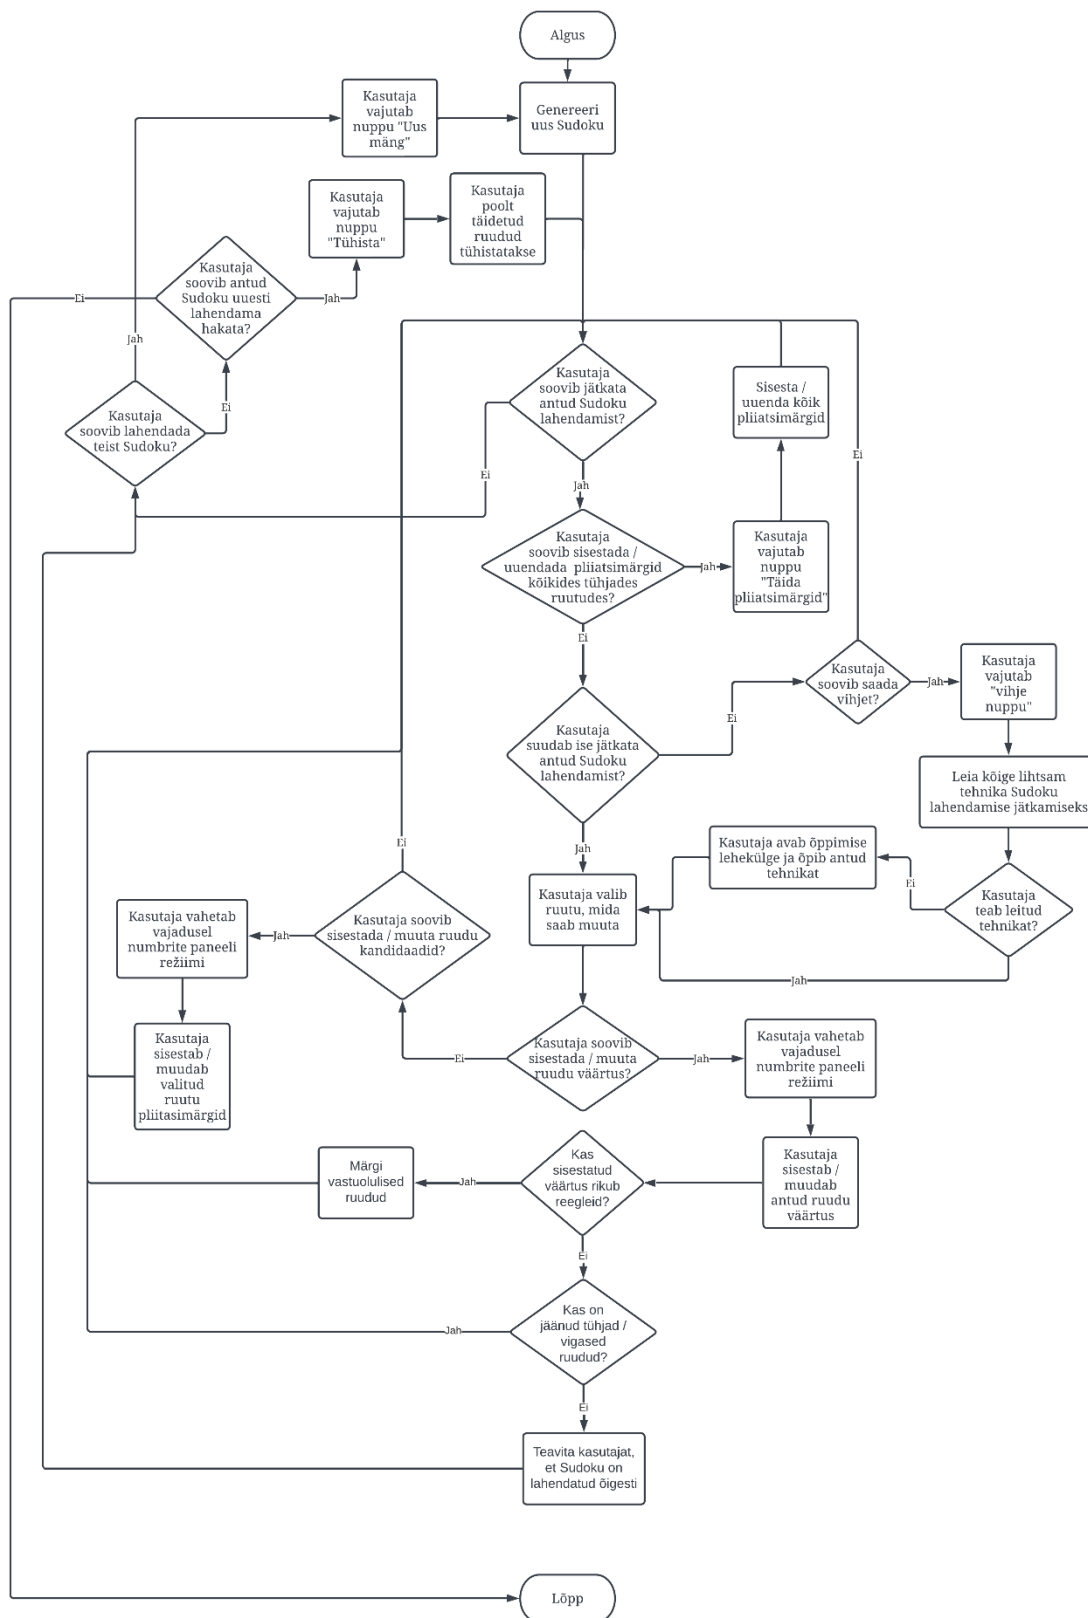 Algus
Kasutaja
vajutab
nuppu "Uus
mäng"
Genereeri
uus Sudoku
Kasutaja
vajutab
nuppu
"Tühista"
Kasutaja
poolt
täidetud
ruudud
tühistatakse
Kasutaja
soovib antud
Sudoku uuesti
lahendama
hakata?
Ei
Jah
Jah
Kasutaja
soovib lahendada
teist Sudoku?
Ei
Kasutaja
soovib jätkata
antud Sudoku
lahendamist?
Ei
Jah
Sisesta /
uuenda kõik
pliiatsimärgid
Ei
Kasutaja
soovib sisestada /
uuendada pliiatsimärgid
kõikides tühjades
ruutudes?
Jah
Ei
Kasutaja
vajutab
nuppu
"Täida
pliiatsimärgid"
Kasutaja
soovib saada
vihjet?
Jah
Kasutaja
vajutab
"vihje
nuppu"
Kasutaja
suudab ise jätkata
antud Sudoku
lahendamist?
Ei
Jah
Leia kõige lihtsam
tehnika Sudoku
lahendamise jätkamiseks
Kasutaja avab õppimise
lehekülge ja õpib antud
tehnikat
Ei
Kasutaja
teab leitud
tehnikat?
Jah
Kasutaja valib
ruutu, mida
saab muuta
Ei
Kasutaja soovib
sisestada / muuta ruudu
kandidaadid?
Jah
Kasutaja vahetab
vajadusel
numbrite paneeli
režiimi
Kasutaja
sisestab /
muudab
valitud
ruutu
pliitasimärgid
Kasutaja soovib
sisestada / muuta
ruudu väärtus?
Ei
Jah
Kasutaja vahetab
vajadusel
numbrite paneeli
režiimi
Kasutaja
sisestab /
muudab
antud ruudu
väärtus
Kas
sisestatud
väärtus rikub
reegleid?
Jah
Ei
Märgi
vastuolulised
ruudud
Kas on
jäänud tühjad /
vigased
ruudud?
Jah
Ei
Teavita kasutajat,
et Sudoku on
lahendatud õigesti
Lõpp